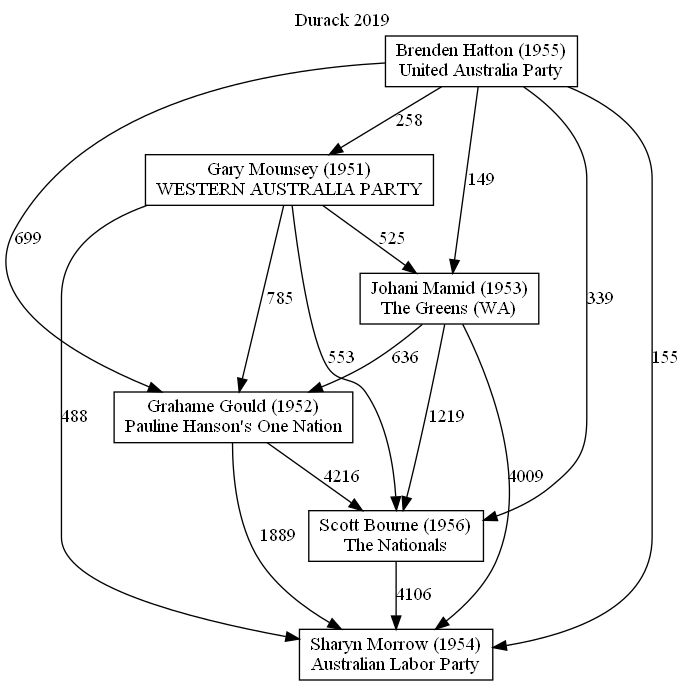 Durack 2019
Brenden Hatton (1955)
United Australia Party
258
Gary Mounsey (1951)
WESTERN AUSTRALIA PARTY
149
699
525
Johani Mamid (1953)
The Greens (WA)
785
339
553
636
155
Grahame Gould (1952)
Pauline Hanson's One Nation
488
1219
4216
4009
Scott Bourne (1956)
The Nationals
1889
4106
Sharyn Morrow (1954)
Australian Labor Party